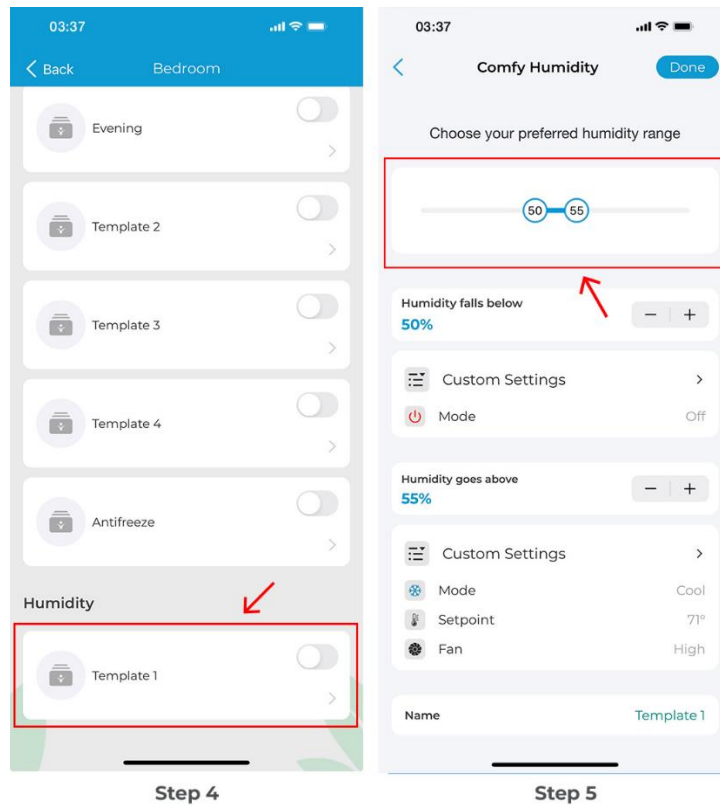 03:37
Back Bedroom
Evening
Template 2
Template 3
Template 4
Antifreeze
Humidity
Template 1
Step 4
03:37
Comfy Humidity Done
Choose your preferred humidity range
50 55
Humidity falls below
50%
− +
Custom Settings
Mode Off
Humidity goes above
55%
− +
Custom Settings
Mode Cool
Setpoint 71°
Fan High
Name Template 1
Step 5